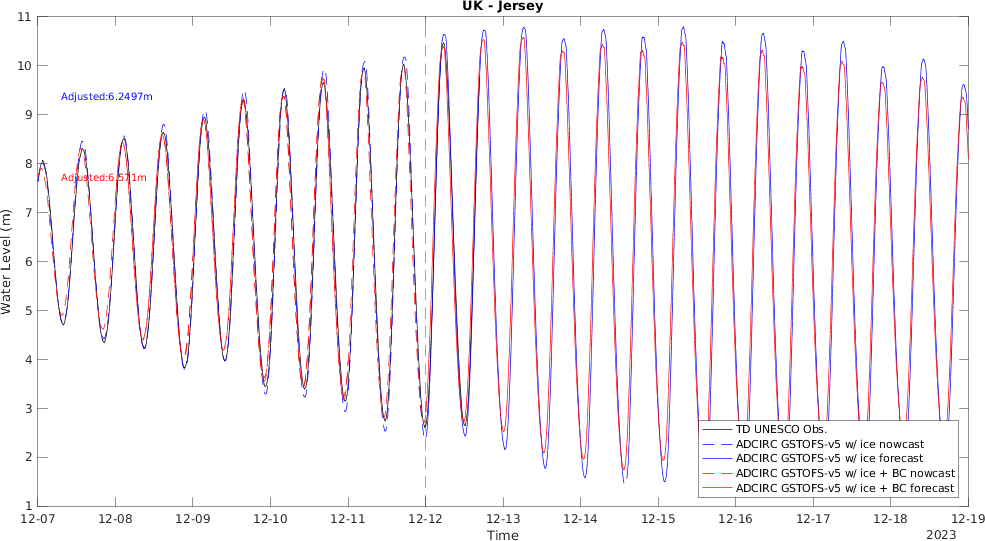 UK - Jersey
11
10
9
8
7
6
5
4
3
2
1
Water Level (m)
Adjusted:6.2497m
Adjusted:6.571m
TD UNESCO Obs.
ADCIRC GSTOFS-v5 w/ ice nowcast
ADCIRC GSTOFS-v5 w/ ice forecast
ADCIRC GSTOFS-v5 w/ ice + BC nowcast
ADCIRC GSTOFS-v5 w/ ice + BC forecast
12-07 12-08 12-09 12-10 12-11 12-12 12-13 12-14 12-15 12-16 12-17 12-18 12-19
Time
2023